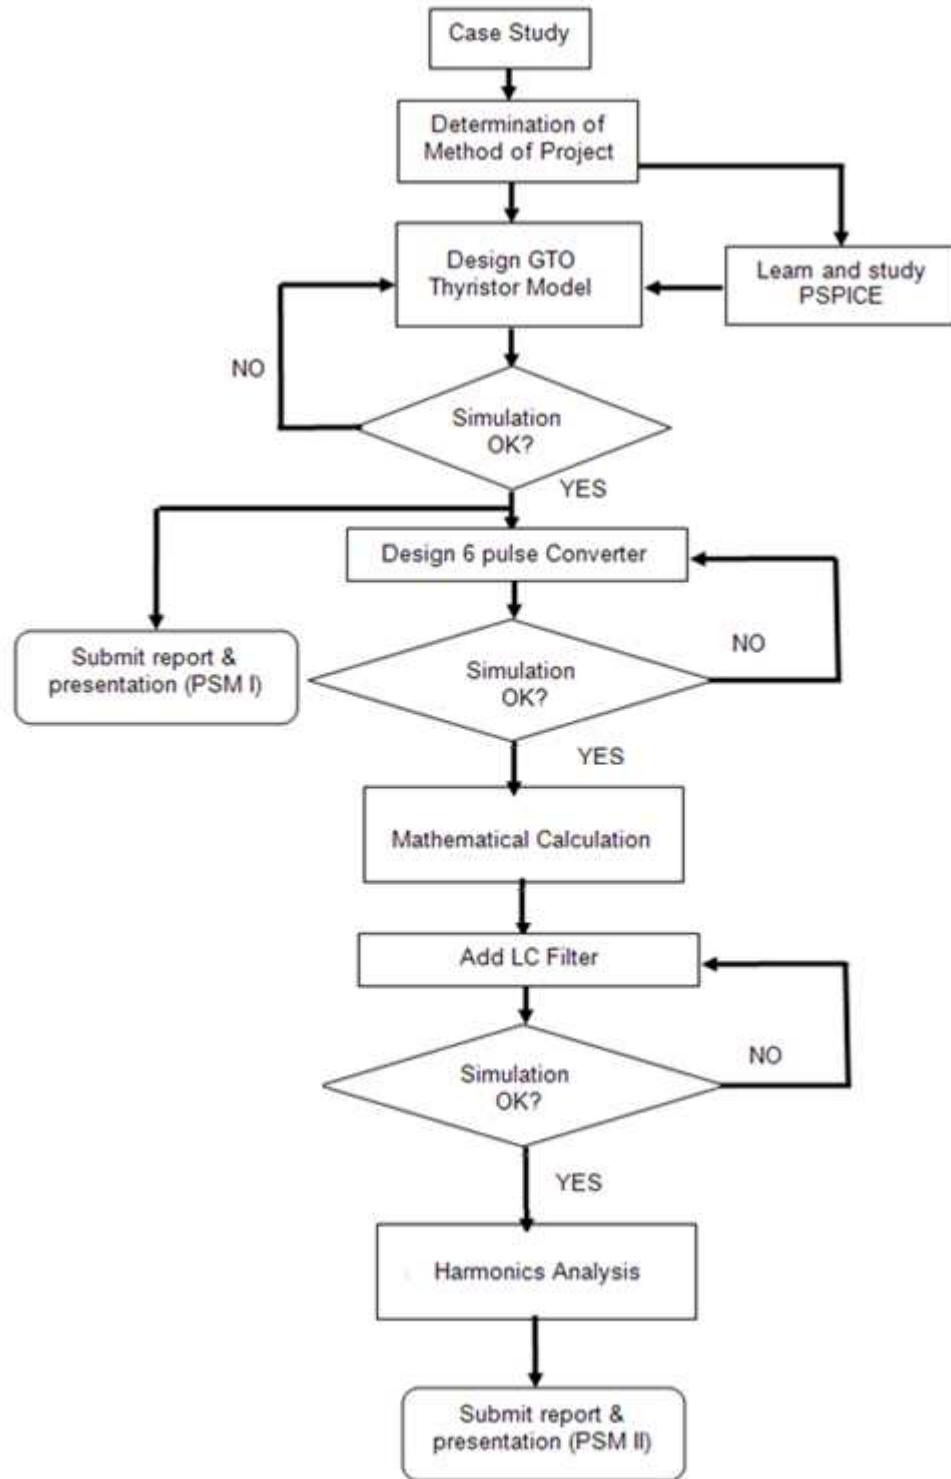 Case Study
Determination of
Method of Project
Design GTO
Thyristor Model
Learn and study
PSPICE
NO
Simulation
OK?
YES
Design 6 pulse Converter
Submit report &
presentation (PSM I)
NO
Simulation
OK?
YES
Mathematical Calculation
Add LC Filter
NO
Simulation
OK?
YES
Harmonics Analysis
Submit report &
presentation (PSM II)